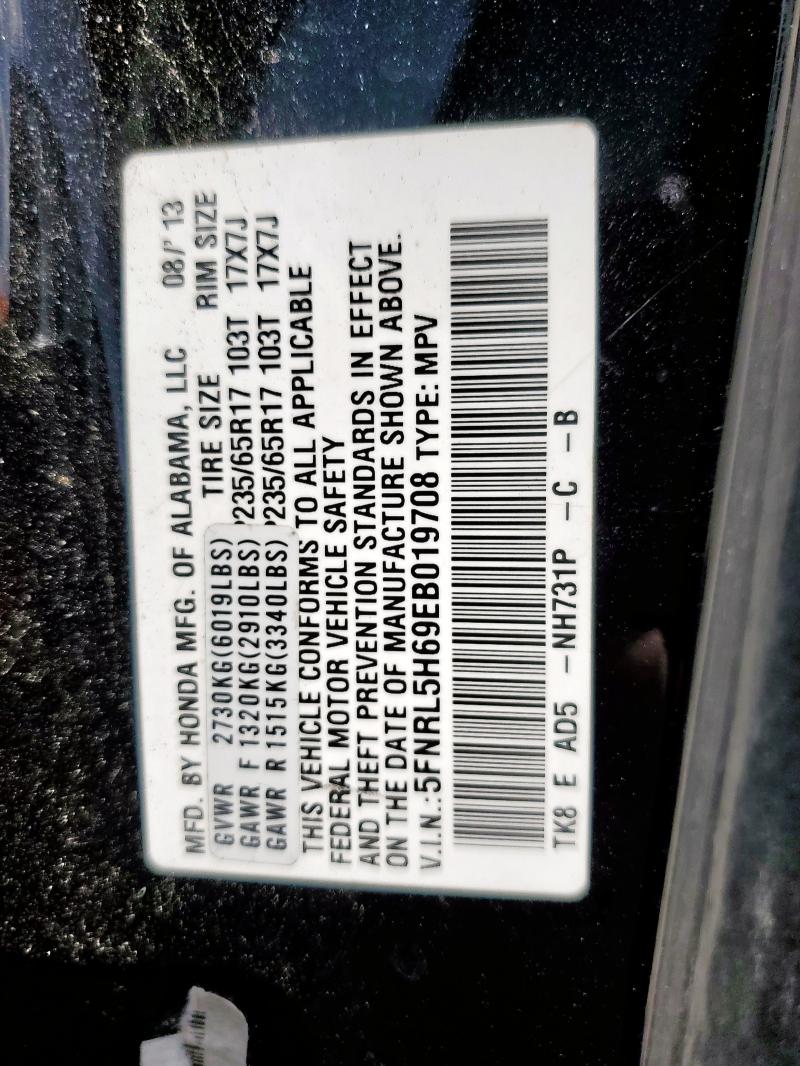 MFD. BY HONDA MFG. OF ALABAMA, LLC 08/' 13
TIRE SIZE RIM SIZE
GVWR 2730KG(6019LBS)
GAWR F 1320KG(2910LBS) P235/65R17 103T 17X7J
GAWR R 1515KG(3340LBS) P235/65R17 103T 17X7J
THIS VEHICLE CONFORMS TO ALL APPLICABLE
FEDERAL MOTOR VEHICLE SAFETY
AND THEFT PREVENTION STANDARDS IN EFFECT
ON THE DATE OF MANUFACTURE SHOWN ABOVE.
V.I.N.:5FNRL5H69EB019708 TYPE: MPV
TK8 E AD5 -NH731P -C -B